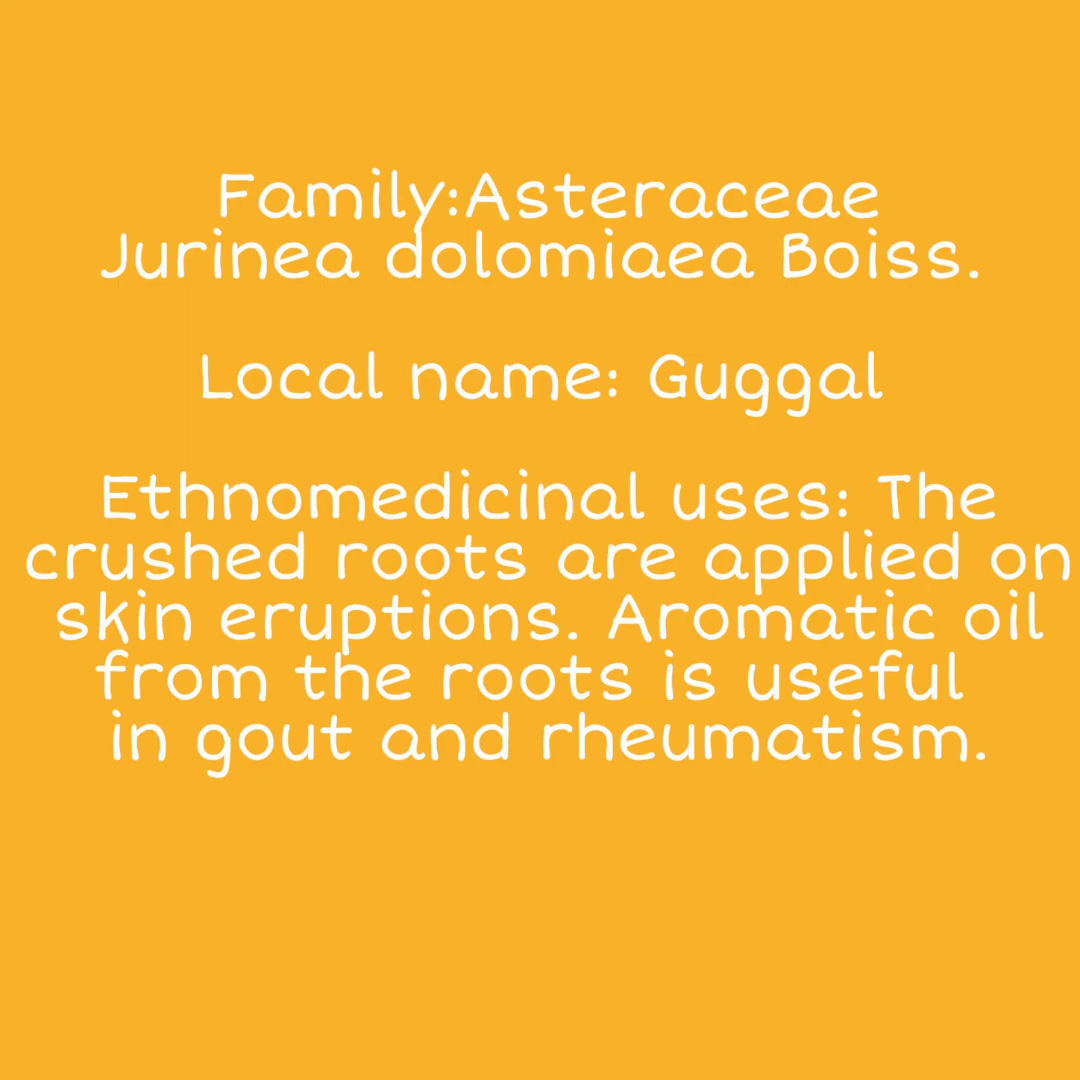 Family:Asteraceae
Jurinea dolomiaea Boiss.
Local name: Guggal
Ethnomedicinal uses: The
crushed roots are applied on
skin eruptions. Aromatic oil
from the roots is useful
in gout and rheumatism.